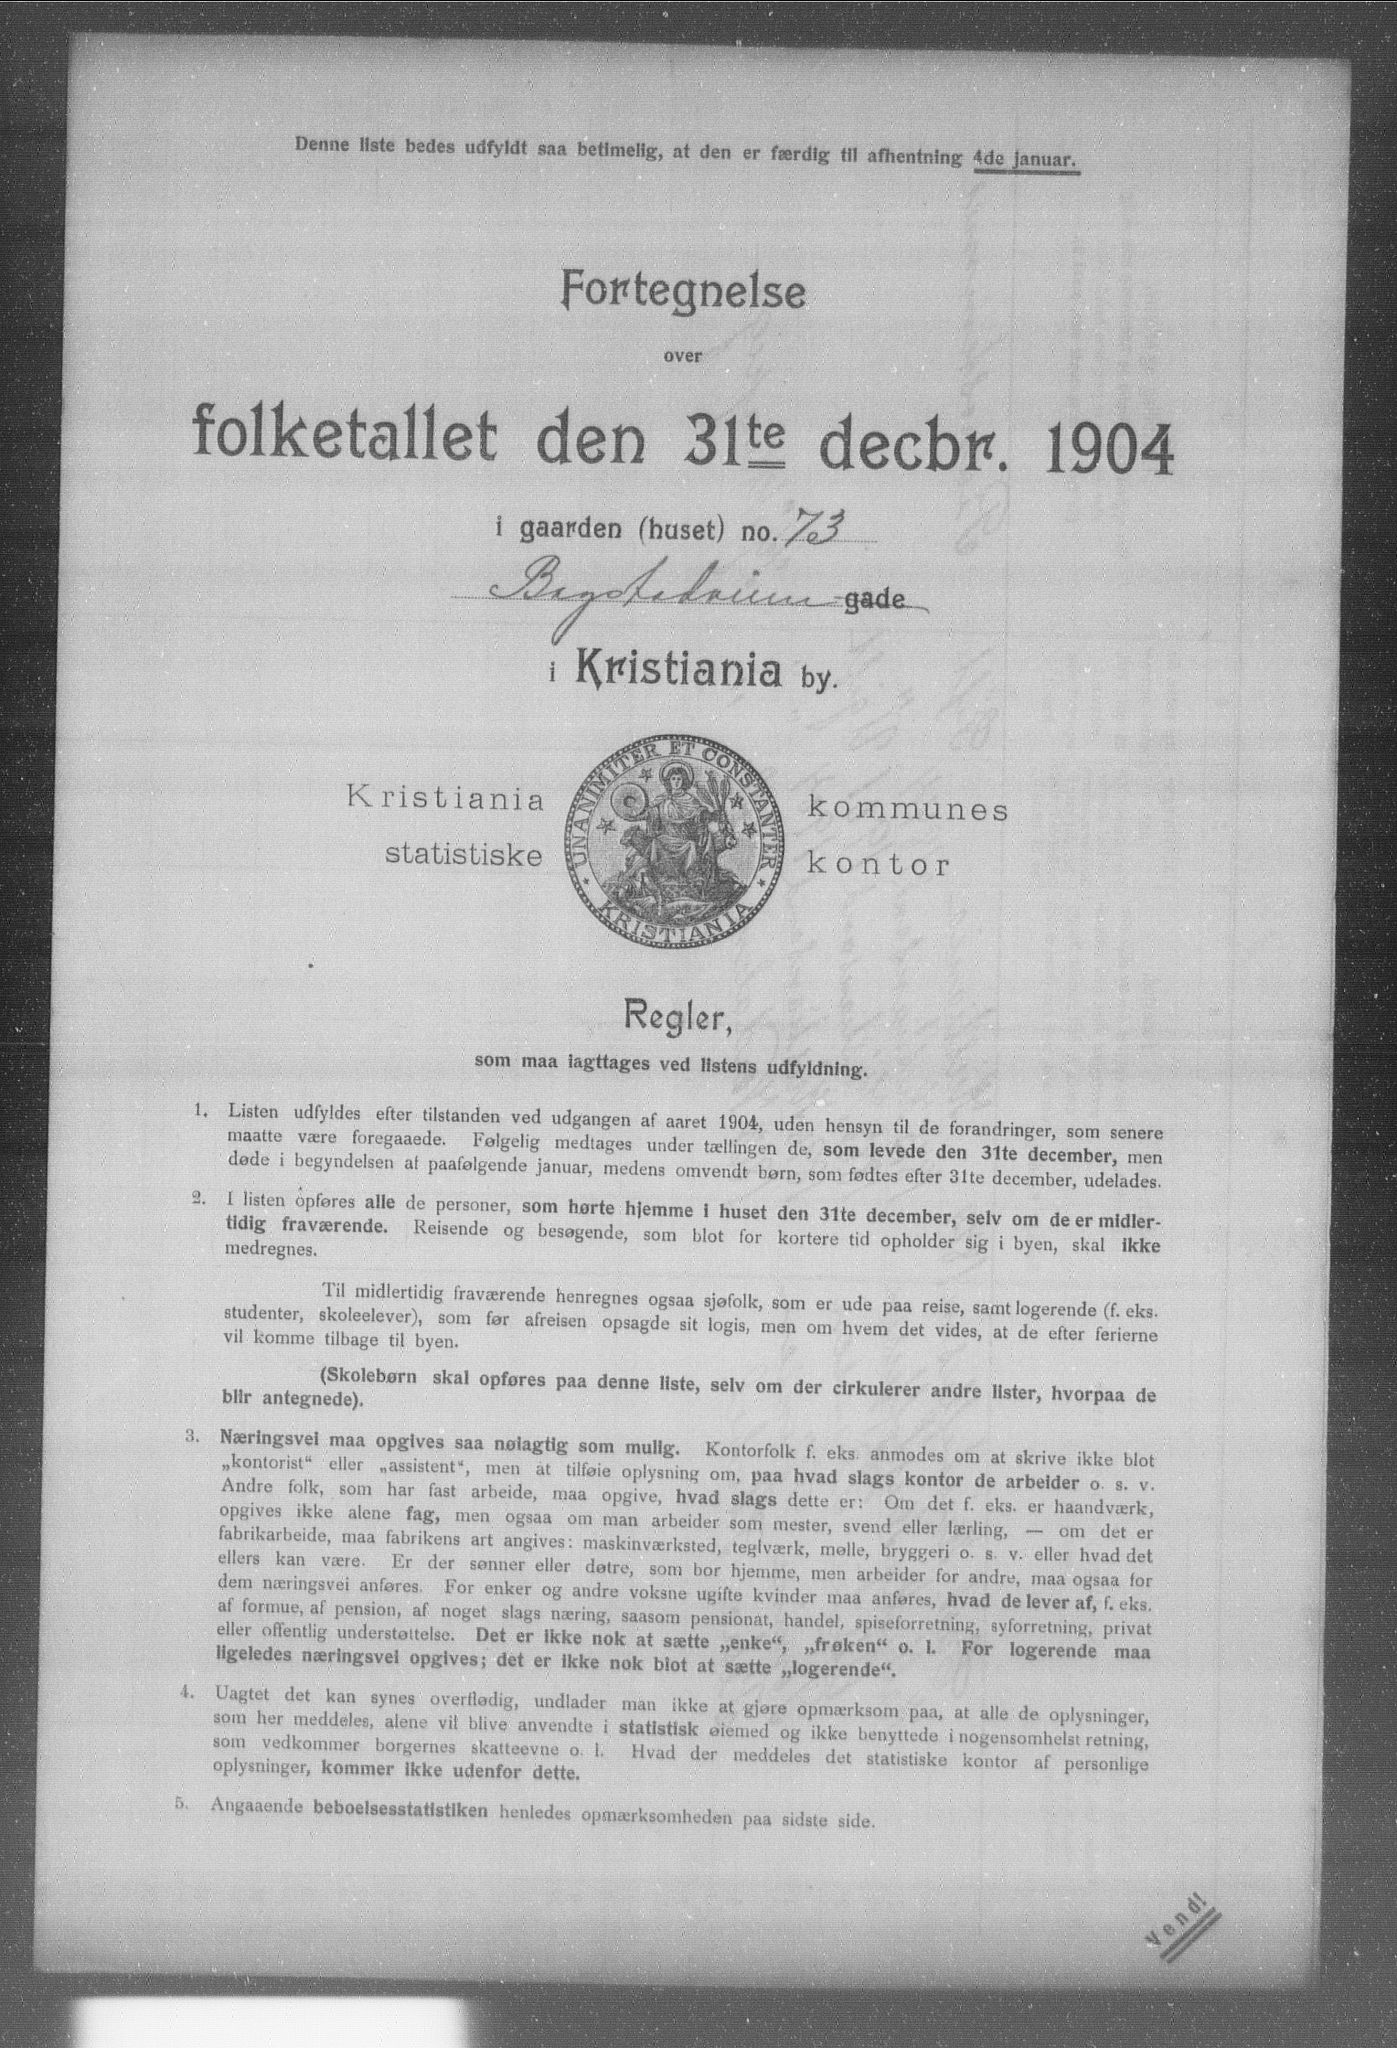 Denne liste bedes udfyldt saa betimelig, at den er færdig til afhentning 4de januar.
Fortegnelse
over
folketallet den 31te decbr. 1904
i gaarden (huset) no. 73
Bogstadveien gade
i Kristiania by.
Kristiania kommunes
statistiske kontor
UNANIMITER ET CONSTANTER
KRISTIANIA
Regler,
som maa iagttages ved listens udfyldning.
1. Listen udfyldes efter tilstanden ved udgangen af aaret 1904, uden hensyn til de forandringer, som senere
maatte være foregaaede. Følgelig medtages under tællingen de, som levede den 31te december, men
døde i begyndelsen af paafølgende januar, medens omvendt børn, som fødtes efter 31te december, udelades.
2. I listen opføres alle de personer, som hørte hjemme i huset den 31te december, selv om de er midler-
tidig fraværende. Reisende og besøgende, som blot for kortere tid opholder sig i byen, skal ikke
medregnes.
Til midlertidig fraværende henregnes ogsaa sjøfolk, som er ude paa reise, samt logerende (f. eks.
studenter, skoleelever), som før afreisen opsagde sit logis, men om hvem det vides, at de efter ferierne
vil komme tilbage til byen.
(Skolebørn skal opføres paa denne liste, selv om der cirkulerer andre lister, hvorpaa de
blir antegnede).
3. Næringsvei maa opgives saa nøiagtig som mulig. Kontorfolk f. eks. anmodes om at skrive ikke blot
„kontorist“ eller „assistent“, men at tilføie oplysning om, paa hvad slags kontor de arbeider o. s. v.
Andre folk, som har fast arbeide, maa opgive, hvad slags dette er: Om det f. eks. er haandværk,
opgives ikke alene fag, men ogsaa om man arbeider som mester, svend eller lærling, — om det er
fabrikarbeide, maa fabrikens art angives: maskinværksted, teglværk, mølle, bryggeri o. s. v. eller hvad det
ellers kan være. Er der sønner eller døtre, som bor hjemme, men arbeider for andre, maa ogsaa for
dem næringsvei anføres. For enker og andre voksne ugifte kvinder maa anføres, hvad de lever af, f. eks.
af formue, af pension, af noget slags næring, saasom pensionat, handel, spiseforretning, syforretning, privat
eller offentlig understøttelse. Det er ikke nok at sætte „enke“, „frøken“ o. l. For logerende maa
ligeledes næringsvei opgives; det er ikke nok blot at sætte „logerende“.
4. Uagtet det kan synes overflødig, undlader man ikke at gjøre opmærksom paa, at alle de oplysninger,
som her meddeles, alene vil blive anvendte i statistisk øiemed og ikke benyttede i nogensomhelst retning,
som vedkommer borgernes skatteevne o. l. Hvad der meddeles det statistiske kontor af personlige
oplysninger, kommer ikke udenfor dette.
5. Angaaende beboelsesstatistiken henledes opmærksomheden paa sidste side.
Vend!